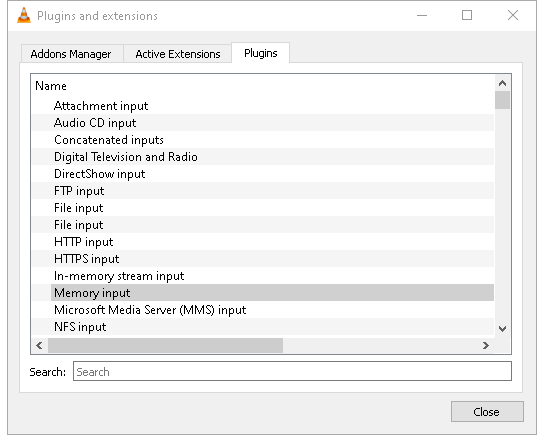 Plugins and extensions
Addons Manager Active Extensions Plugins
Name
Attachment input
Audio CD input
Concatenated inputs
Digital Television and Radio
DirectShow input
FTP input
File input
File input
HTTP input
HTTPS input
In-memory stream input
Memory input
Microsoft Media Server (MMS) input
NFS input
Search: Search
Close